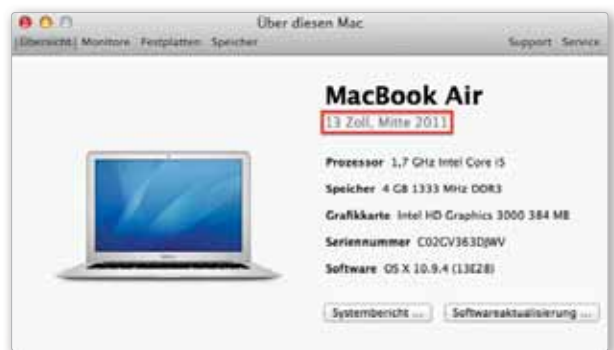 Über diesen Mac
Übersicht Monitore Festplatten Speicher Support Service
MacBook Air
13 Zoll, Mitte 2011
Prozessor 1,7 GHz Intel Core i5
Speicher 4 GB 1333 MHz DDR3
Grafikkarte Intel HD Graphics 3000 384 MB
Seriennummer C02GV363DJWV
Software OS X 10.9.4 (13E28)
Systembericht ... Softwareaktualisierung ...